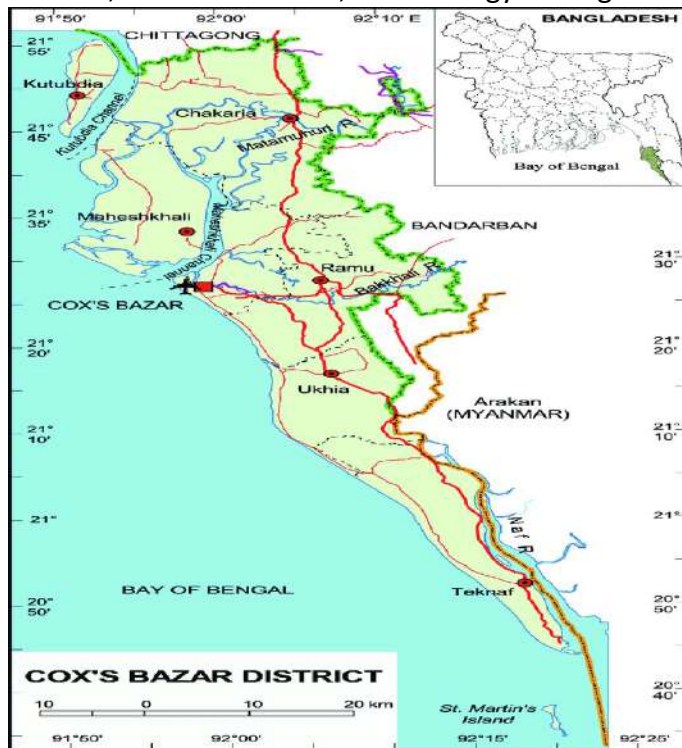 91°50'
92°00'
92°10' E
BANGLADESH
Bay of Bengal
CHITTAGONG
21°
55'
Kutubdia
Kutubdia Channel
Chakaria
Matamuhuri R
21°
45'
21°
35'
Maheshkhali
Maheshkhali Channel
BANDARBAN
Ramu
Bakkhali R
21°
30'
COX'S BAZAR
21°
20'
21°
20'
Ukhia
Arakan
(MYANMAR)
21°
10'
21°
10'
21°
21°
Naf R
BAY OF BENGAL
Teknaf
20°
50'
20°
50'
COX'S BAZAR DISTRICT
10 0 10 20 km
20°
40'
St. Martin's
Island
91°50'
92°00'
92°15'
92°25'